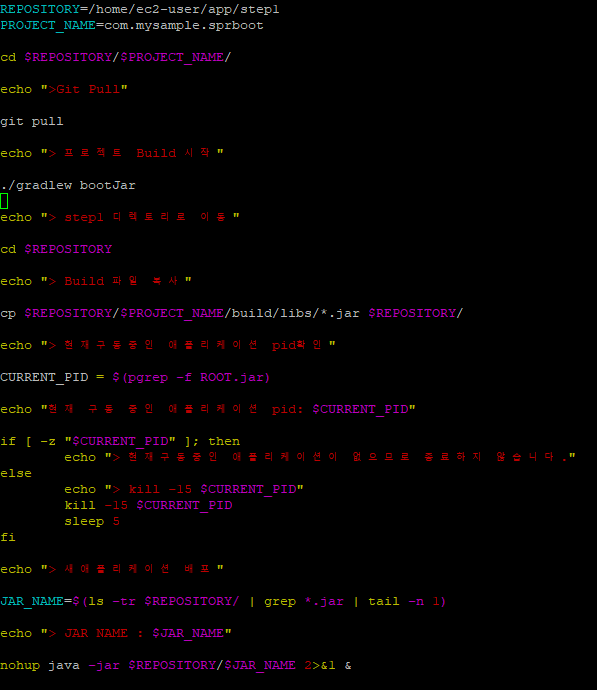 REPOSITORY=/home/ec2-user/app/step1
PROJECT_NAME=com.mysample.sprboot
cd $REPOSITORY/$PROJECT_NAME/
echo ">Git Pull"
git pull
echo "> 프로젝트 Build 시작"
./gradlew bootJar
echo "> step1 디렉토리로 이동"
cd $REPOSITORY
echo "> Build 파일 복사"
cp $REPOSITORY/$PROJECT_NAME/build/libs/*.jar $REPOSITORY/
echo "> 현재구동중인 애플리케이션 pid확인"
CURRENT_PID = $(pgrep -f ROOT.jar)
echo "현재 구동 중인 애플리케이션 pid: $CURRENT_PID"
if [ -z "$CURRENT_PID" ]; then
echo "> 현재구동중인 애플리케이션이 없으므로 종료하지 않습니다."
else
echo "> kill -15 $CURRENT_PID"
kill -15 $CURRENT_PID
sleep 5
fi
echo "> 새애플리케이션 배포"
JAR_NAME=$(ls -tr $REPOSITORY/ | grep *.jar | tail -n 1)
echo "> JAR NAME : $JAR_NAME"
nohup java -jar $REPOSITORY/$JAR_NAME 2>&1 &